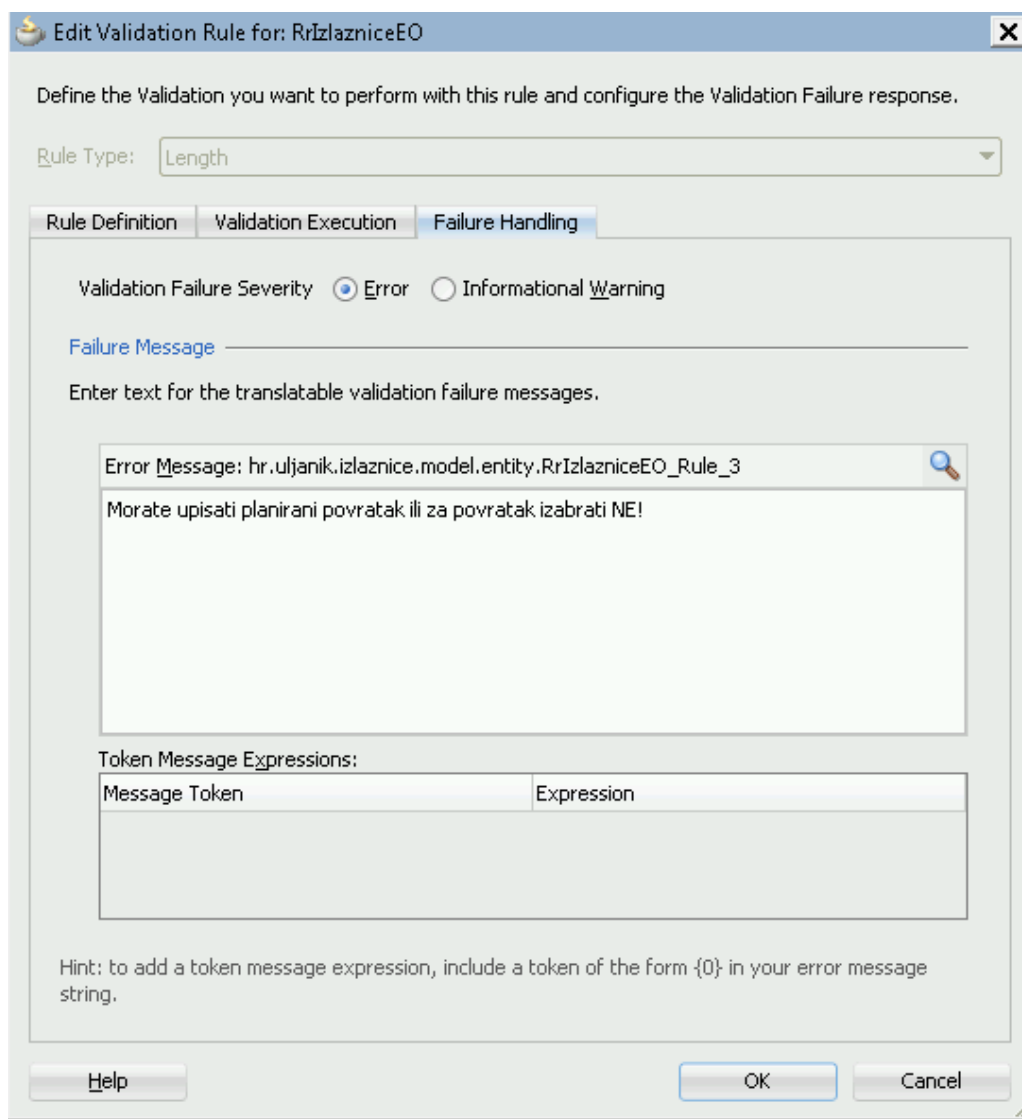 Edit Validation Rule for: RrIzlazniceEO
Define the Validation you want to perform with this rule and configure the Validation Failure response.
Rule Type: Length
Rule Definition Validation Execution Failure Handling
Validation Failure Severity Error Informational Warning
Failure Message
Enter text for the translatable validation failure messages.
Error Message: hr.uljanik.izlaznice.model.entity.RrIzlazniceEO_Rule_3
Morate upisati planirani povratak ili za povratak izabrati NE!
Token Message Expressions:
Message Token Expression
Hint: to add a token message expression, include a token of the form {0} in your error message
string.
Help OK Cancel